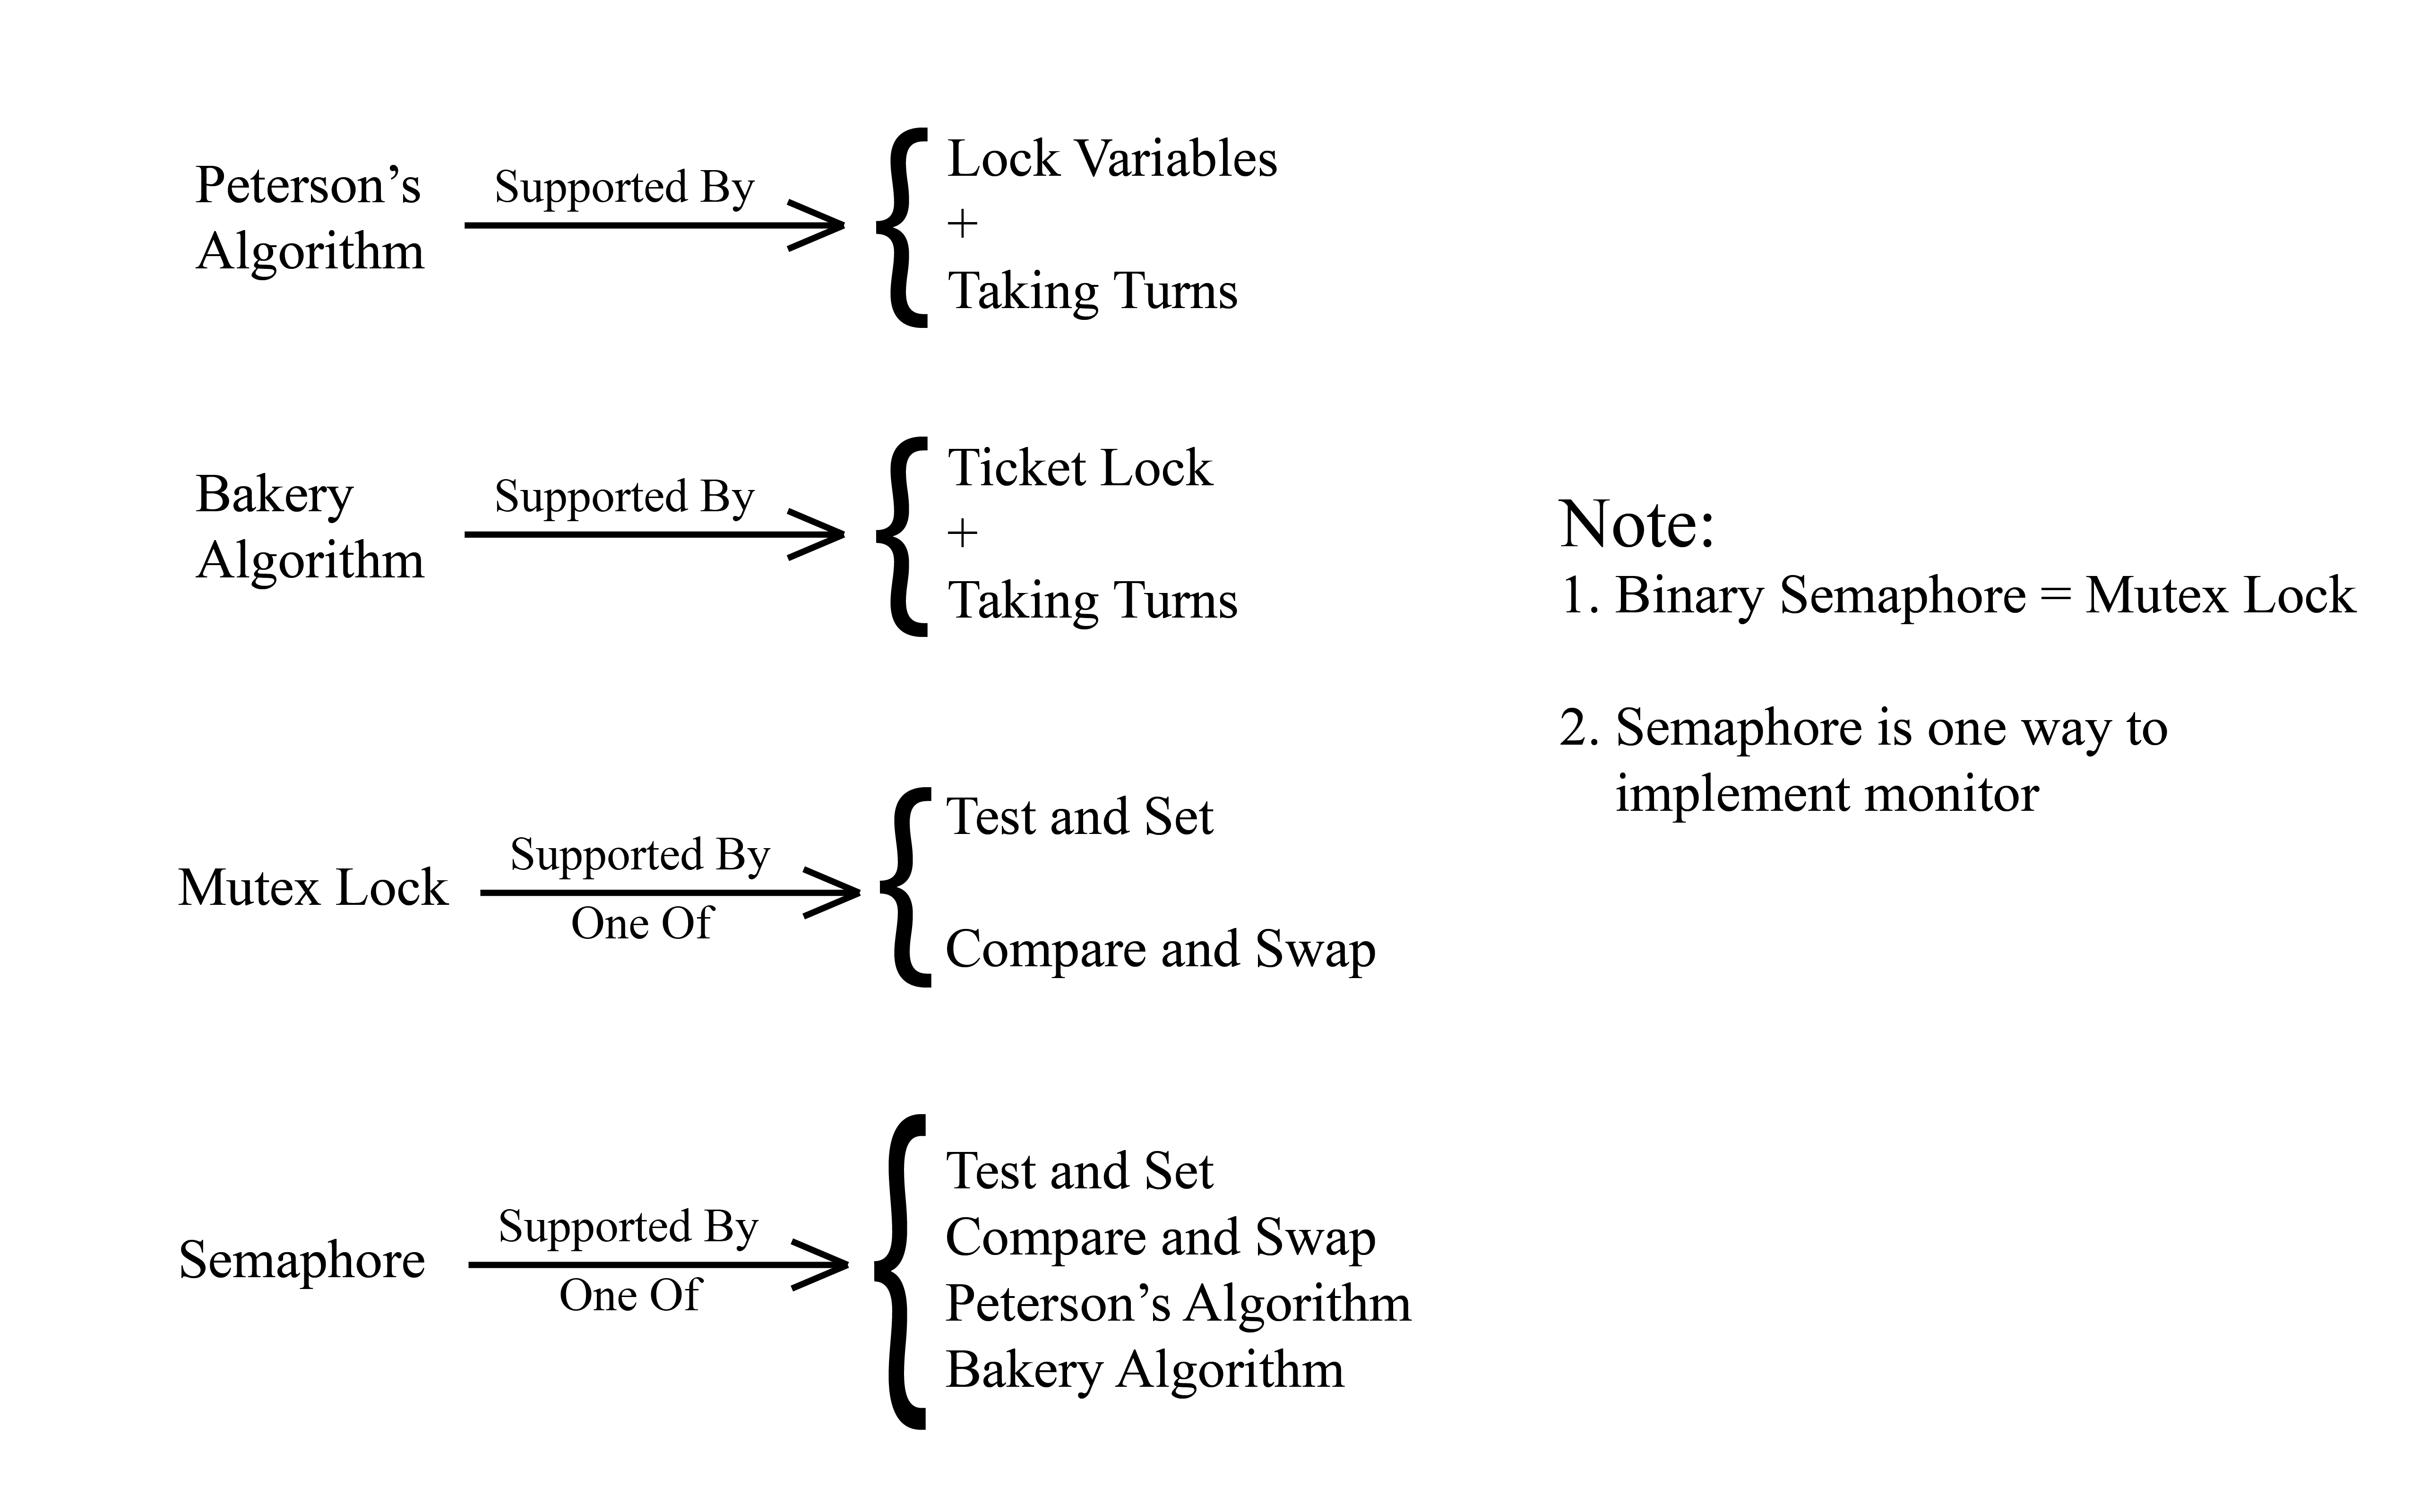 Peterson’s
Algorithm
Supported By
Lock Variables
+
Taking Turns
Bakery
Algorithm
Supported By
Ticket Lock
+
Taking Turns
Mutex Lock
Supported By
One Of
Test and Set
Compare and Swap
Semaphore
Supported By
One Of
Test and Set
Compare and Swap
Peterson’s Algorithm
Bakery Algorithm
Note:
1. Binary Semaphore = Mutex Lock
2. Semaphore is one way to
implement monitor